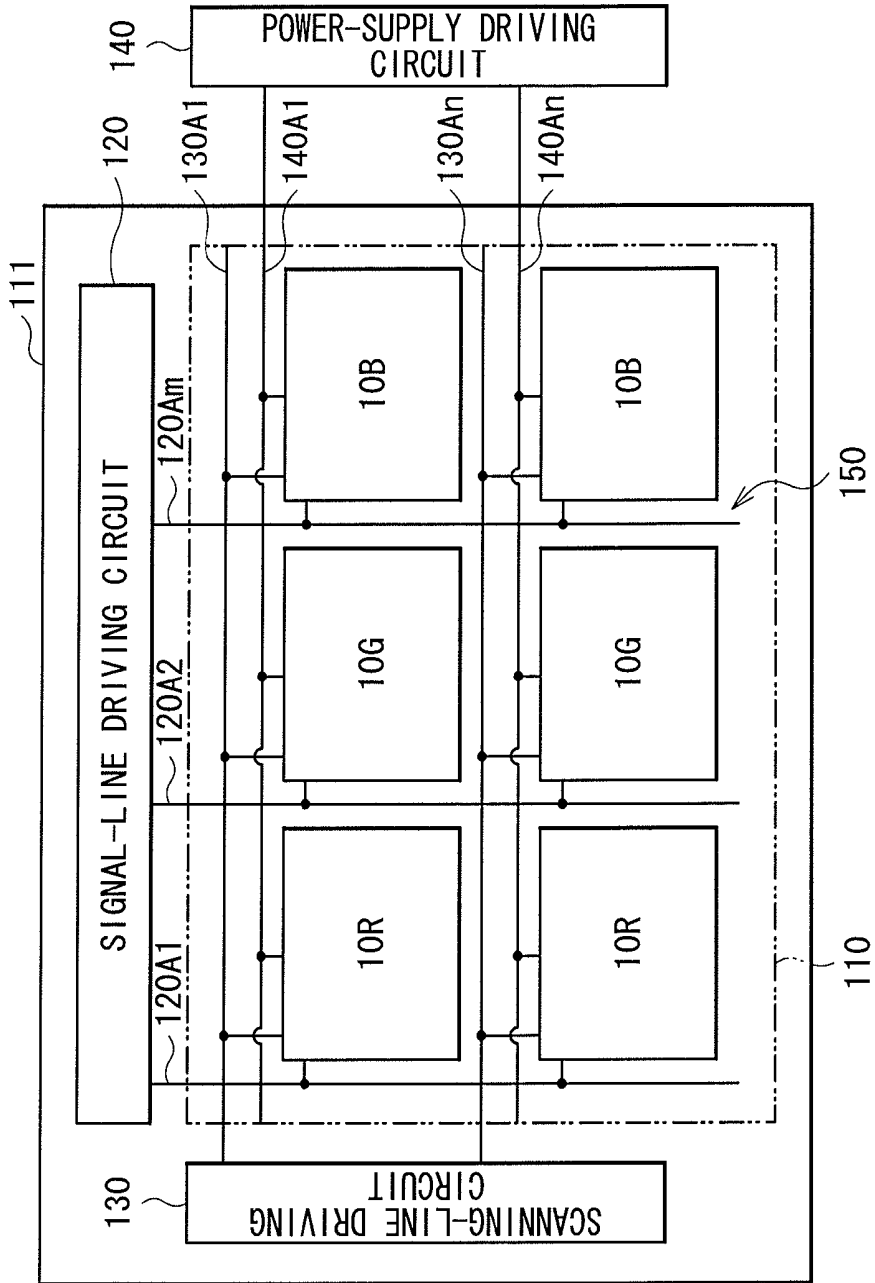 111
120
SIGNAL-LINE DRIVING CIRCUIT
120A1
120A2
120Am
130
SCANNING-LINE DRIVING
CIRCUIT
140
POWER-SUPPLY DRIVING
CIRCUIT
130A1
140A1
130An
140An
10R
10G
10B
10R
10G
10B
110
150